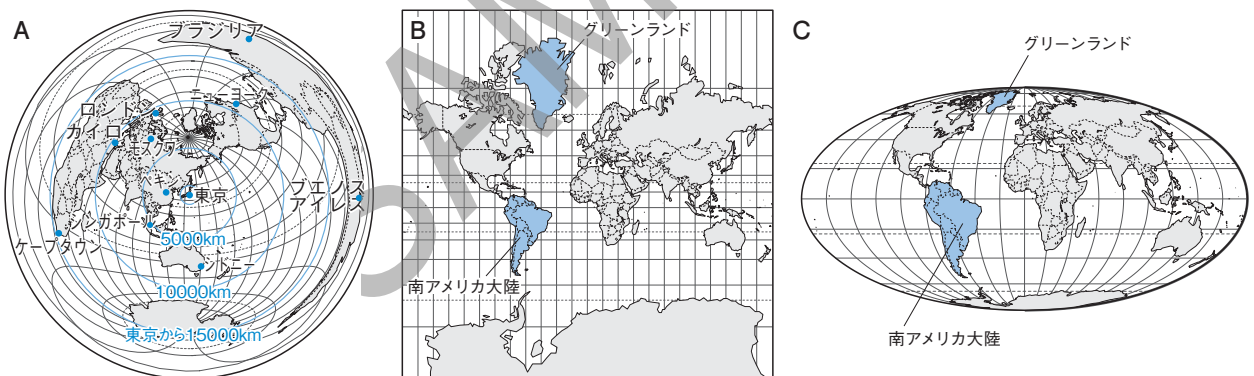 A
ブラジリア
ニューヨーク
ロンドン
カイロ
モスクワ
ペキン
東京
ブエノス
アイレス
シンガポール
ケープタウン
5000km
シドニー
10000km
東京から15000km
B
グリーンランド
南アメリカ大陸
C
グリーンランド
南アメリカ大陸
SAM